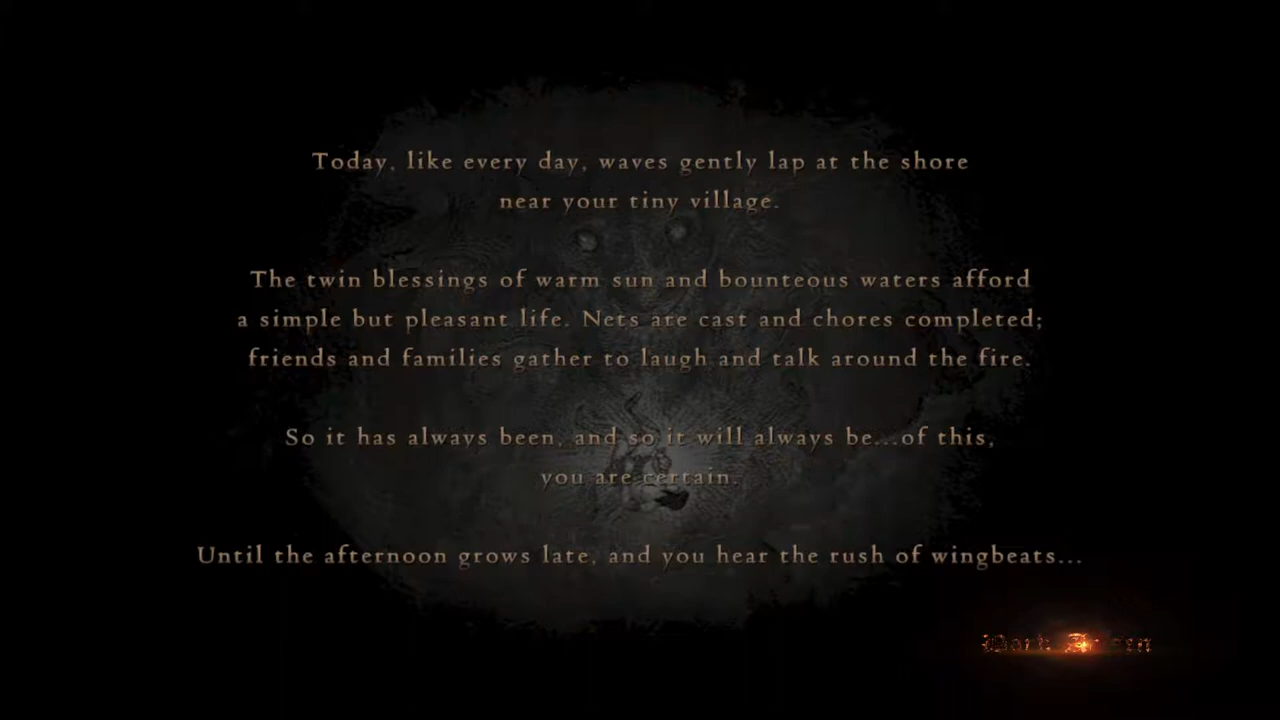 Today, like every day, waves gently lap at the shore
near your tiny village.
The twin blessings of warm sun and bounteous waters afford
a simple but pleasant life. Nets are cast and chores completed;
friends and families gather to laugh and talk around the fire.
So it has always been, and so it will always be...of this,
you are certain.
Until the afternoon grows late, and you hear the rush of wingbeats...
Dark